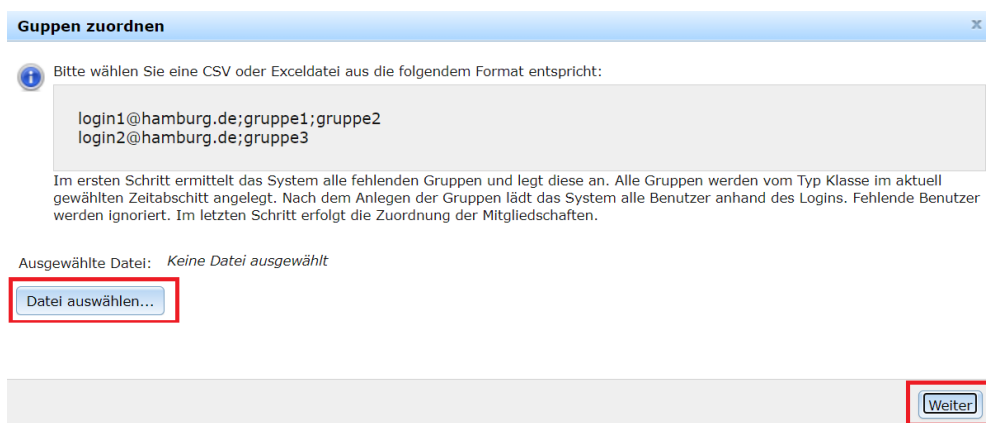 Guppen zuordnen
x
Bitte wählen Sie eine CSV oder Exceldatei aus die folgendem Format entspricht:
login1@hamburg.de;gruppe1;gruppe2
login2@hamburg.de;gruppe3
Im ersten Schritt ermittelt das System alle fehlenden Gruppen und legt diese an. Alle Gruppen werden vom Typ Klasse im aktuell
gewählten Zeitabschitt angelegt. Nach dem Anlegen der Gruppen lädt das System alle Benutzer anhand des Logins. Fehlende Benutzer
werden ignoriert. Im letzten Schritt erfolgt die Zuordnung der Mitgliedschaften.
Ausgewählte Datei: Keine Datei ausgewählt
Datei auswählen...
Weiter